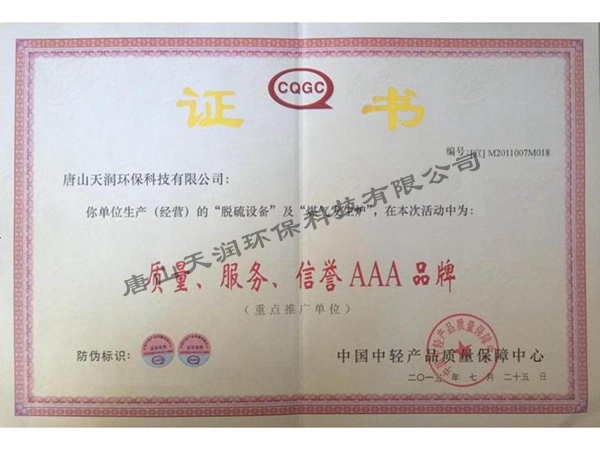 CQGC
证书
编号:[宣] M2011007M018
唐山天润环保科技有限公司:
你单位生产（经营）的“脱硫设备”及“煤气发生炉”，在本次活动中为:
质量、服务、信誉AAA品牌
（重点推广单位）
防伪标识:
中国中轻产品质量保障中心
二〇一五年七月二十五日
唐山天润环保科技有限公司